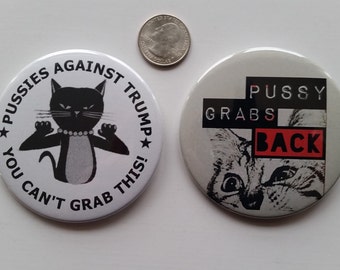 ★ PUSSIES AGAINST TRUMP ★
YOU CAN'T GRAB THIS!
PUSSY
GRABS
BACK